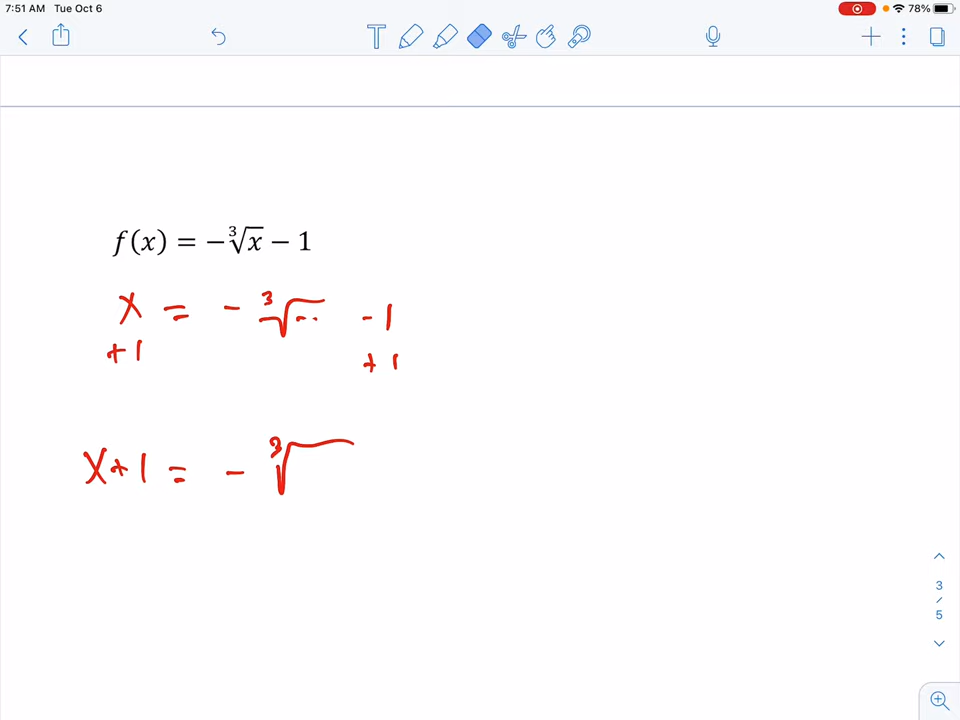 7:51 AM Tue Oct 6 78%
T
f(x) = −∛x − 1
x = - ∛ -1
+1 +1
x+1 = - ∛
3
/
5